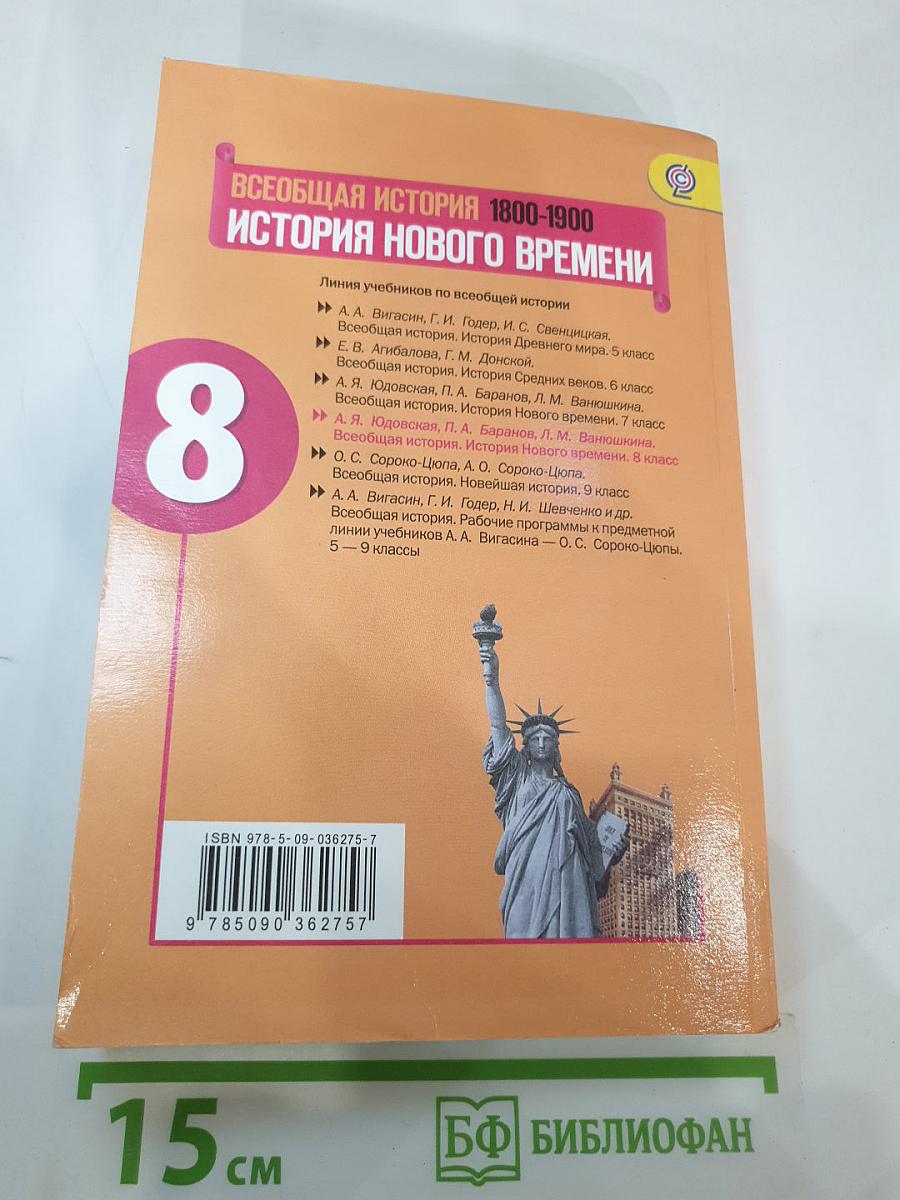 ВСЕОБЩАЯ ИСТОРИЯ 1800-1900
ИСТОРИЯ НОВОГО ВРЕМЕНИ
Линия учебников по всеобщей истории
А. А. Вигасин, Г. И. Годер, И. С. Свенцицкая.
Всеобщая история. История Древнего мира. 5 класс
Е. В. Агибалова, Г. М. Донской.
Всеобщая история. История Средних веков. 6 класс
А. Я. Юдовская, П. А. Баранов, Л. М. Ванюшкина.
Всеобщая история. История Нового времени. 7 класс
А. Я. Юдовская, П. А. Баранов, Л. М. Ванюшкина.
Всеобщая история. История Нового времени. 8 класс
О. С. Сороко-Цюпа, А. О. Сороко-Цюпа.
Всеобщая история. Новейшая история. 9 класс
А. А. Вигасин, Г. И. Годер, Н. И. Шевченко и др.
Всеобщая история. Рабочие программы к предметной
линии учебников А. А. Вигасина — О. С. Сороко-Цюпы.
5 — 9 классы
8
ISBN 978-5-09-036275-7
9 785090 362757
15 см
БФ БИБЛИОФАН